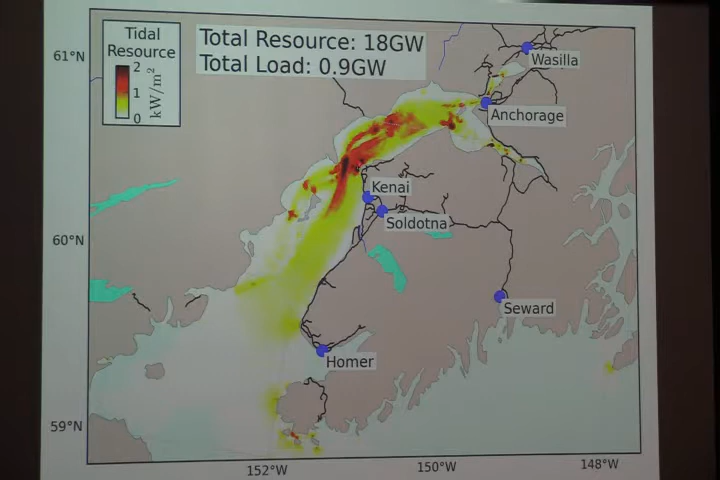 Tidal
Resource
2
1
0
kW/m²
Total Resource: 18GW
Total Load: 0.9GW
61°N
60°N
59°N
Wasilla
Anchorage
Kenai
Soldotna
Seward
Homer
152°W
150°W
148°W